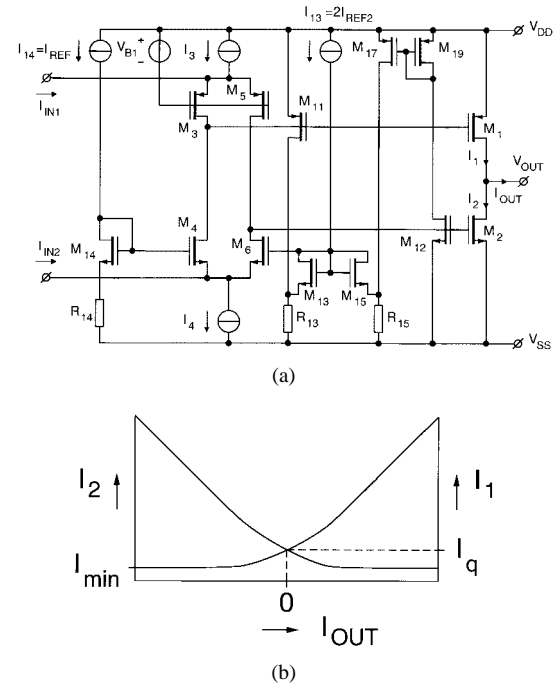 I13=2IREF2
I14=IREF
VB1
+
−
I3
M17
M19
VDD
IIN1
M5
M11
M3
M1
I1
VOUT
IOUT
IIN2
M14
M4
M6
I2
M12
M2
M13
M15
R14
I4
R13
R15
VSS
(a)
I2
I1
Imin
Iq
0
IOUT
(b)